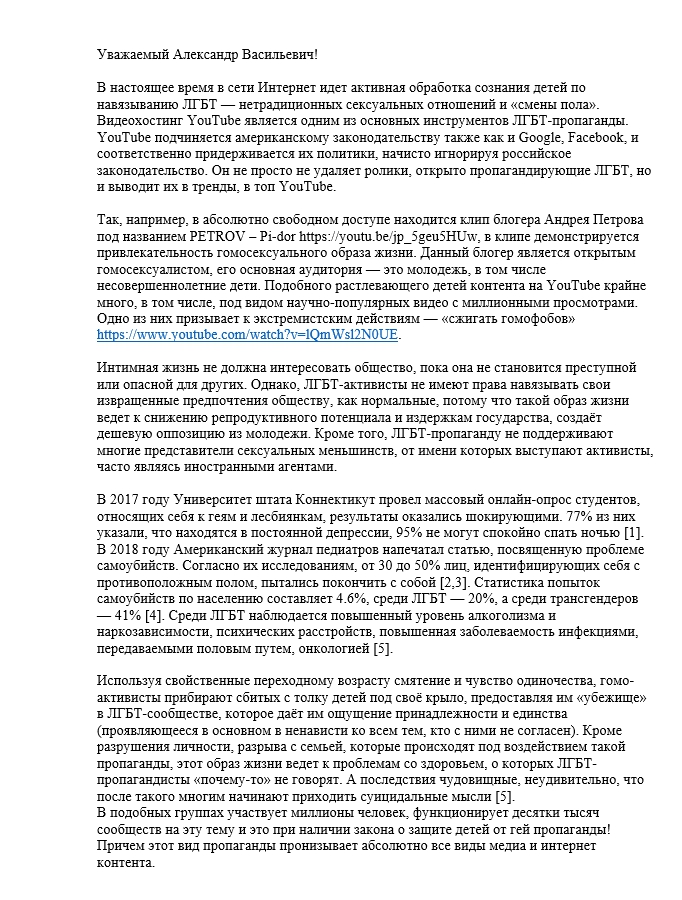 Уважаемый Александр Васильевич!
В настоящее время в сети Интернет идет активная обработка сознания детей по
навязыванию ЛГБТ — нетрадиционных сексуальных отношений и «смены пола».
Видеохостинг YouTube является одним из основных инструментов ЛГБТ-пропаганды.
YouTube подчиняется американскому законодательству также как и Google, Facebook, и
соответственно придерживается их политики, начисто игнорируя российское
законодательство. Он не просто не удаляет ролики, открыто пропагандирующие ЛГБТ, но
и выводит их в тренды, в топ YouTube.
Так, например, в абсолютно свободном доступе находится клип блогера Андрея Петрова
под названием PETROV – Pi-dor https://youtu.be/jp_5geu5HUw, в клипе демонстрируется
привлекательность гомосексуального образа жизни. Данный блогер является открытым
гомосексуалистом, его основная аудитория — это молодежь, в том числе
несовершеннолетние дети. Подобного растлевающего детей контента на YouTube крайне
много, в том числе, под видом научно-популярных видео с миллионными просмотрами.
Одно из них призывает к экстремистским действиям — «сжигать гомофобов»
https://www.youtube.com/watch?v=lQmWsl2N0UE.
Интимная жизнь не должна интересовать общество, пока она не становится преступной
или опасной для других. Однако, ЛГБТ-активисты не имеют права навязывать свои
извращенные предпочтения обществу, как нормальные, потому что такой образ жизни
ведет к снижению репродуктивного потенциала и издержкам государства, создаёт
дешевую оппозицию из молодежи. Кроме того, ЛГБТ-пропаганду не поддерживают
многие представители сексуальных меньшинств, от имени которых выступают активисты,
часто являясь иностранными агентами.
В 2017 году Университет штата Коннектикут провел массовый онлайн-опрос студентов,
относящих себя к геям и лесбиянкам, результаты оказались шокирующими. 77% из них
указали, что находятся в постоянной депрессии, 95% не могут спокойно спать ночью [1].
В 2018 году Американский журнал педиатров напечатал статью, посвященную проблеме
самоубийств. Согласно их исследованиям, от 30 до 50% лиц, идентифицирующих себя с
противоположным полом, пытались покончить с собой [2,3]. Статистика попыток
самоубийств по населению составляет 4.6%, среди ЛГБТ — 20%, а среди трансгендеров
— 41% [4]. Среди ЛГБТ наблюдается повышенный уровень алкоголизма и
наркозависимости, психических расстройств, повышенная заболеваемость инфекциями,
передаваемыми половым путем, онкологией [5].
Используя свойственные переходному возрасту смятение и чувство одиночества, гомо-
активисты прибирают сбитых с толку детей под своё крыло, предоставляя им «убежище»
в ЛГБТ-сообществе, которое даёт им ощущение принадлежности и единства
(проявляющееся в основном в ненависти ко всем тем, кто с ними не согласен). Кроме
разрушения личности, разрыва с семьей, которые происходят под воздействием такой
пропаганды, этот образ жизни ведет к проблемам со здоровьем, о которых ЛГБТ-
пропагандисты «почему-то» не говорят. А последствия чудовищные, неудивительно, что
после такого многим начинают приходить суицидальные мысли [5].
В подобных группах участвует миллионы человек, функционирует десятки тысяч
сообществ на эту тему и это при наличии закона о защите детей от гей пропаганды!
Причем этот вид пропаганды пронизывает абсолютно все виды медиа и интернет
контента.